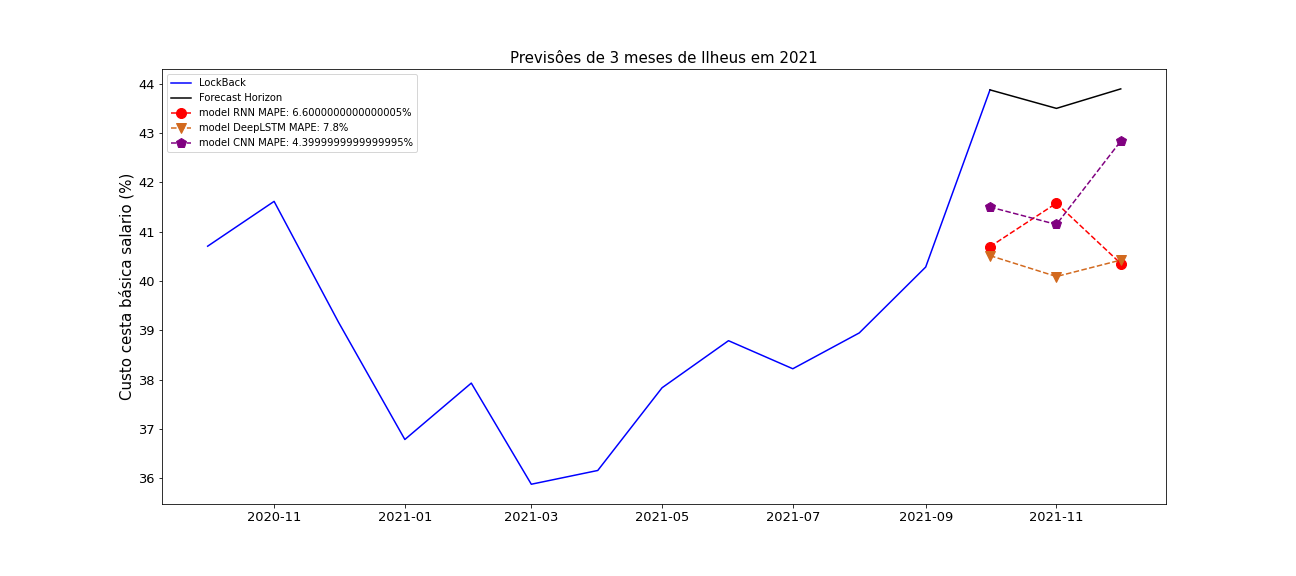 Previsões de 3 meses de Ilheus em 2021
LockBack
Forecast Horizon
model RNN MAPE: 6.6000000000000005%
model DeepLSTM MAPE: 7.8%
model CNN MAPE: 4.3999999999999995%
Custo cesta básica salario (%)
44
43
42
41
40
39
38
37
36
2020-11
2021-01
2021-03
2021-05
2021-07
2021-09
2021-11